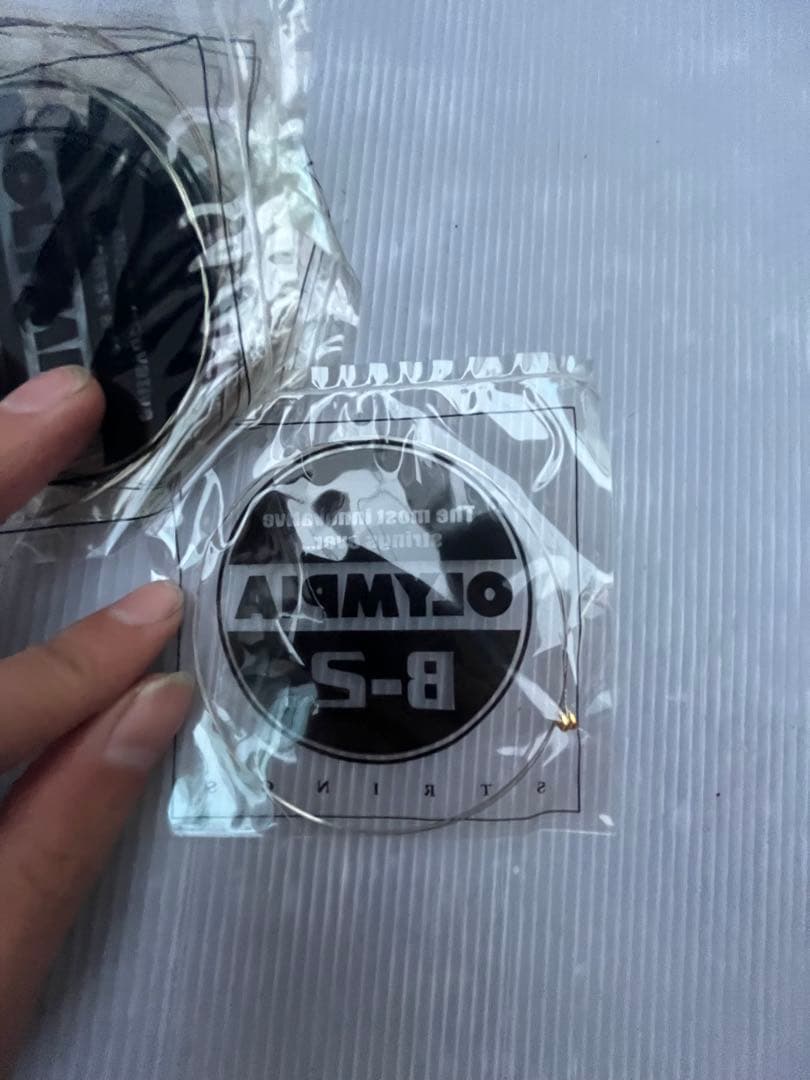 The most innovative
strings ever.
OLYMPIA
B-2
STRINGS